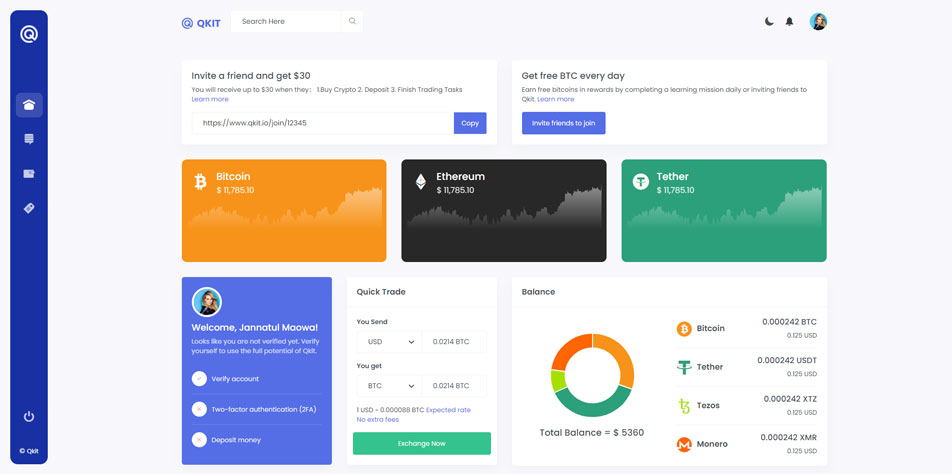 QKIT
Search Here
Invite a friend and get $30
You will receive up to $30 when they: 1.Buy Crypto 2. Deposit 3. Finish Trading Tasks
Learn more
https://www.qkit.io/join/12345
Copy
Get free BTC every day
Earn free bitcoins in rewards by completing a learning mission daily or inviting friends to
Qkit. Learn more
Invite friends to join
Bitcoin
$ 11,785.10
Ethereum
$ 11,785.10
Tether
$ 11,785.10
Welcome, Jannatul Maowa!
Looks like you are not verified yet. Verify
yourself to use the full potential of Qkit.
Verify account
Two-factor authentication (2FA)
Deposit money
Quick Trade
You Send
USD
0.0214 BTC
You get
BTC
0.0214 BTC
1 USD ~ 0.000088 BTC Expected rate
No extra fees
Exchange Now
Balance
Total Balance = $ 5360
Bitcoin
0.000242 BTC
0.125 USD
Tether
0.000242 USDT
0.125 USD
Tezos
0.000242 XTZ
0.125 USD
Monero
0.000242 XMR
0.125 USD
© Qkit